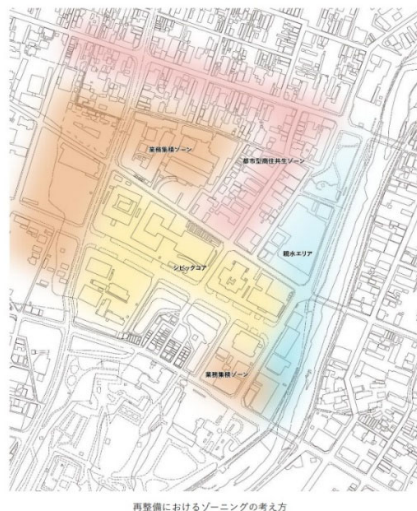 業務集積ゾーン
都市型商住共生ゾーン
親水エリア
シビックコア
業務集積ゾーン
再整備におけるゾーニングの考え方